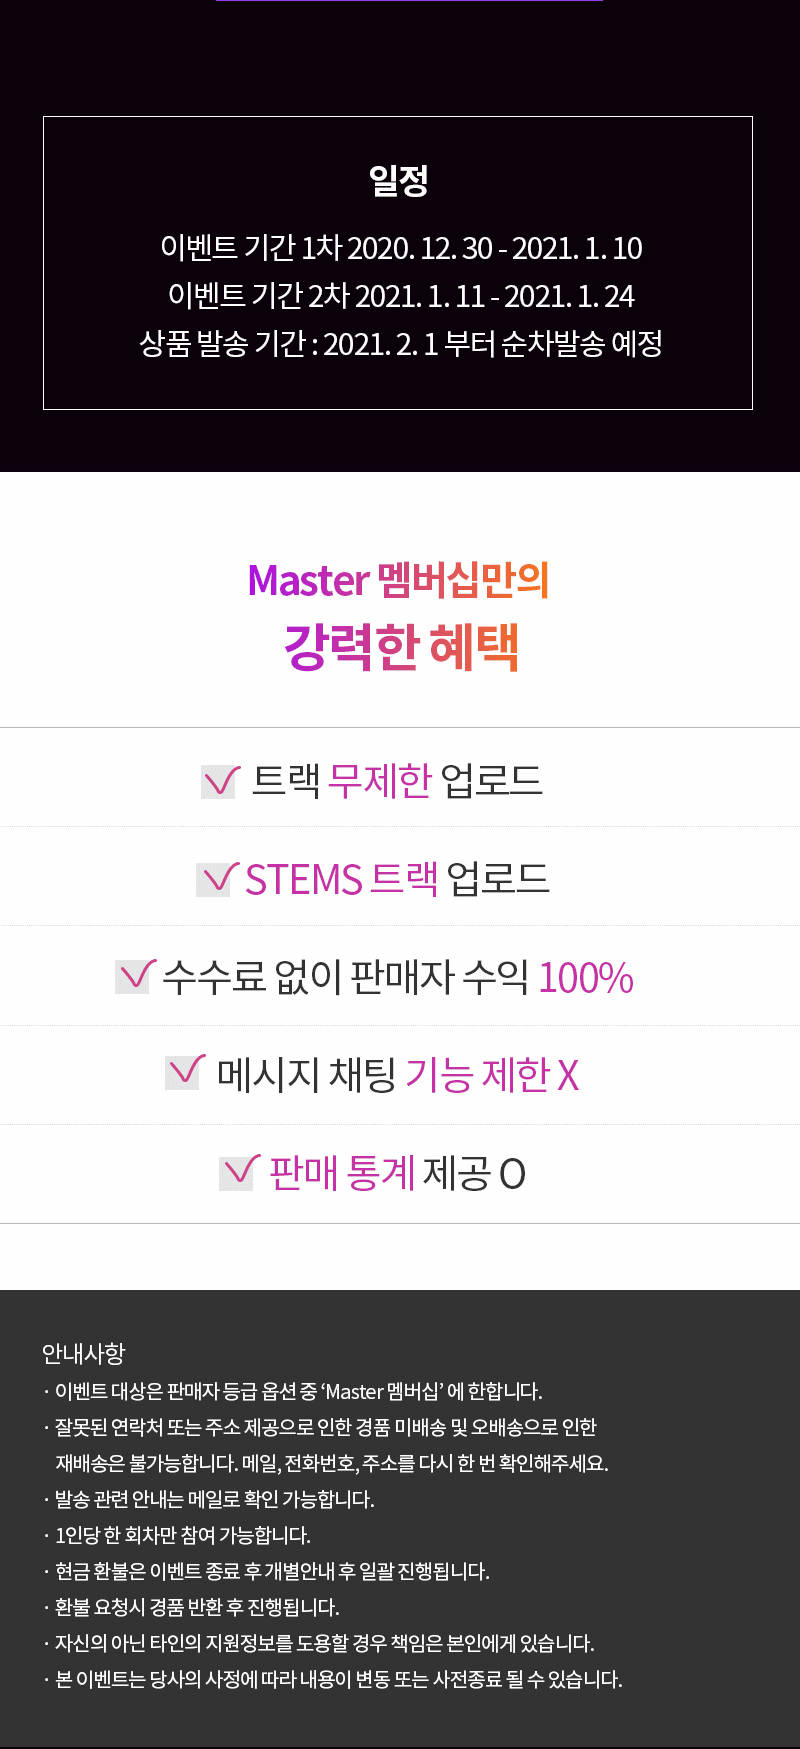 일정
이벤트 기간 1차 2020. 12. 30 - 2021. 1. 10
이벤트 기간 2차 2021. 1. 11 - 2021. 1. 24
상품 발송 기간 : 2021. 2. 1 부터 순차발송 예정
Master 멤버십만의
강력한 혜택
트랙 무제한 업로드
STEMS 트랙 업로드
수수료 없이 판매자 수익 100%
메시지 채팅 기능 제한 X
판매 통계 제공 O
안내사항
· 이벤트 대상은 판매자 등급 옵션 중 ‘Master 멤버십’ 에 한합니다.
· 잘못된 연락처 또는 주소 제공으로 인한 경품 미배송 및 오배송으로 인한
재배송은 불가능합니다. 메일, 전화번호, 주소를 다시 한 번 확인해주세요.
· 발송 관련 안내는 메일로 확인 가능합니다.
· 1인당 한 회차만 참여 가능합니다.
· 현금 환불은 이벤트 종료 후 개별안내 후 일괄 진행됩니다.
· 환불 요청시 경품 반환 후 진행됩니다.
· 자신의 아닌 타인의 지원정보를 도용할 경우 책임은 본인에게 있습니다.
· 본 이벤트는 당사의 사정에 따라 내용이 변동 또는 사전종료 될 수 있습니다.